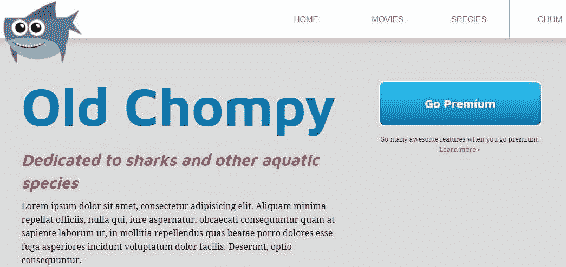 HOME MOVIES SPECIES CHUM
Old Chompy
Go Premium
So many awesome features when you go premium.
Learn more ›
Dedicated to sharks and other aquatic
species
Lorem ipsum dolor sit amet, consectetur adipisicing elit. Aliquam minima
repellat officiis, nulla qui, iure aspernatur, obcaecati consequuntur quam at
sapiente laborum ut, in mollitia repellendus quas beatae porro dolores esse
fuga asperiores incidunt voluptatum dolor facilis. Deserunt, optio
consequuntur.